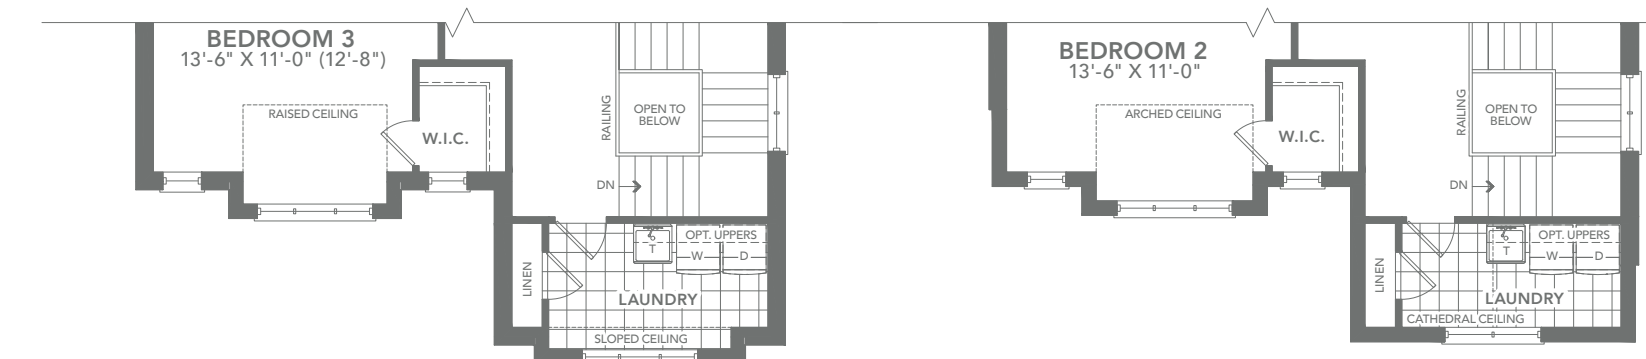 BEDROOM 3
13'-6" X 11'-0" (12'-8")
RAISED CEILING
W.I.C.
RAILING
OPEN TO
BELOW
DN
LINEN
T
OPT. UPPERS
W
D
LAUNDRY
SLOPED CEILING
BEDROOM 2
13'-6" X 11'-0"
ARCHED CEILING
W.I.C.
RAILING
OPEN TO
BELOW
DN
LINEN
T
OPT. UPPERS
W
D
LAUNDRY
CATHEDRAL CEILING